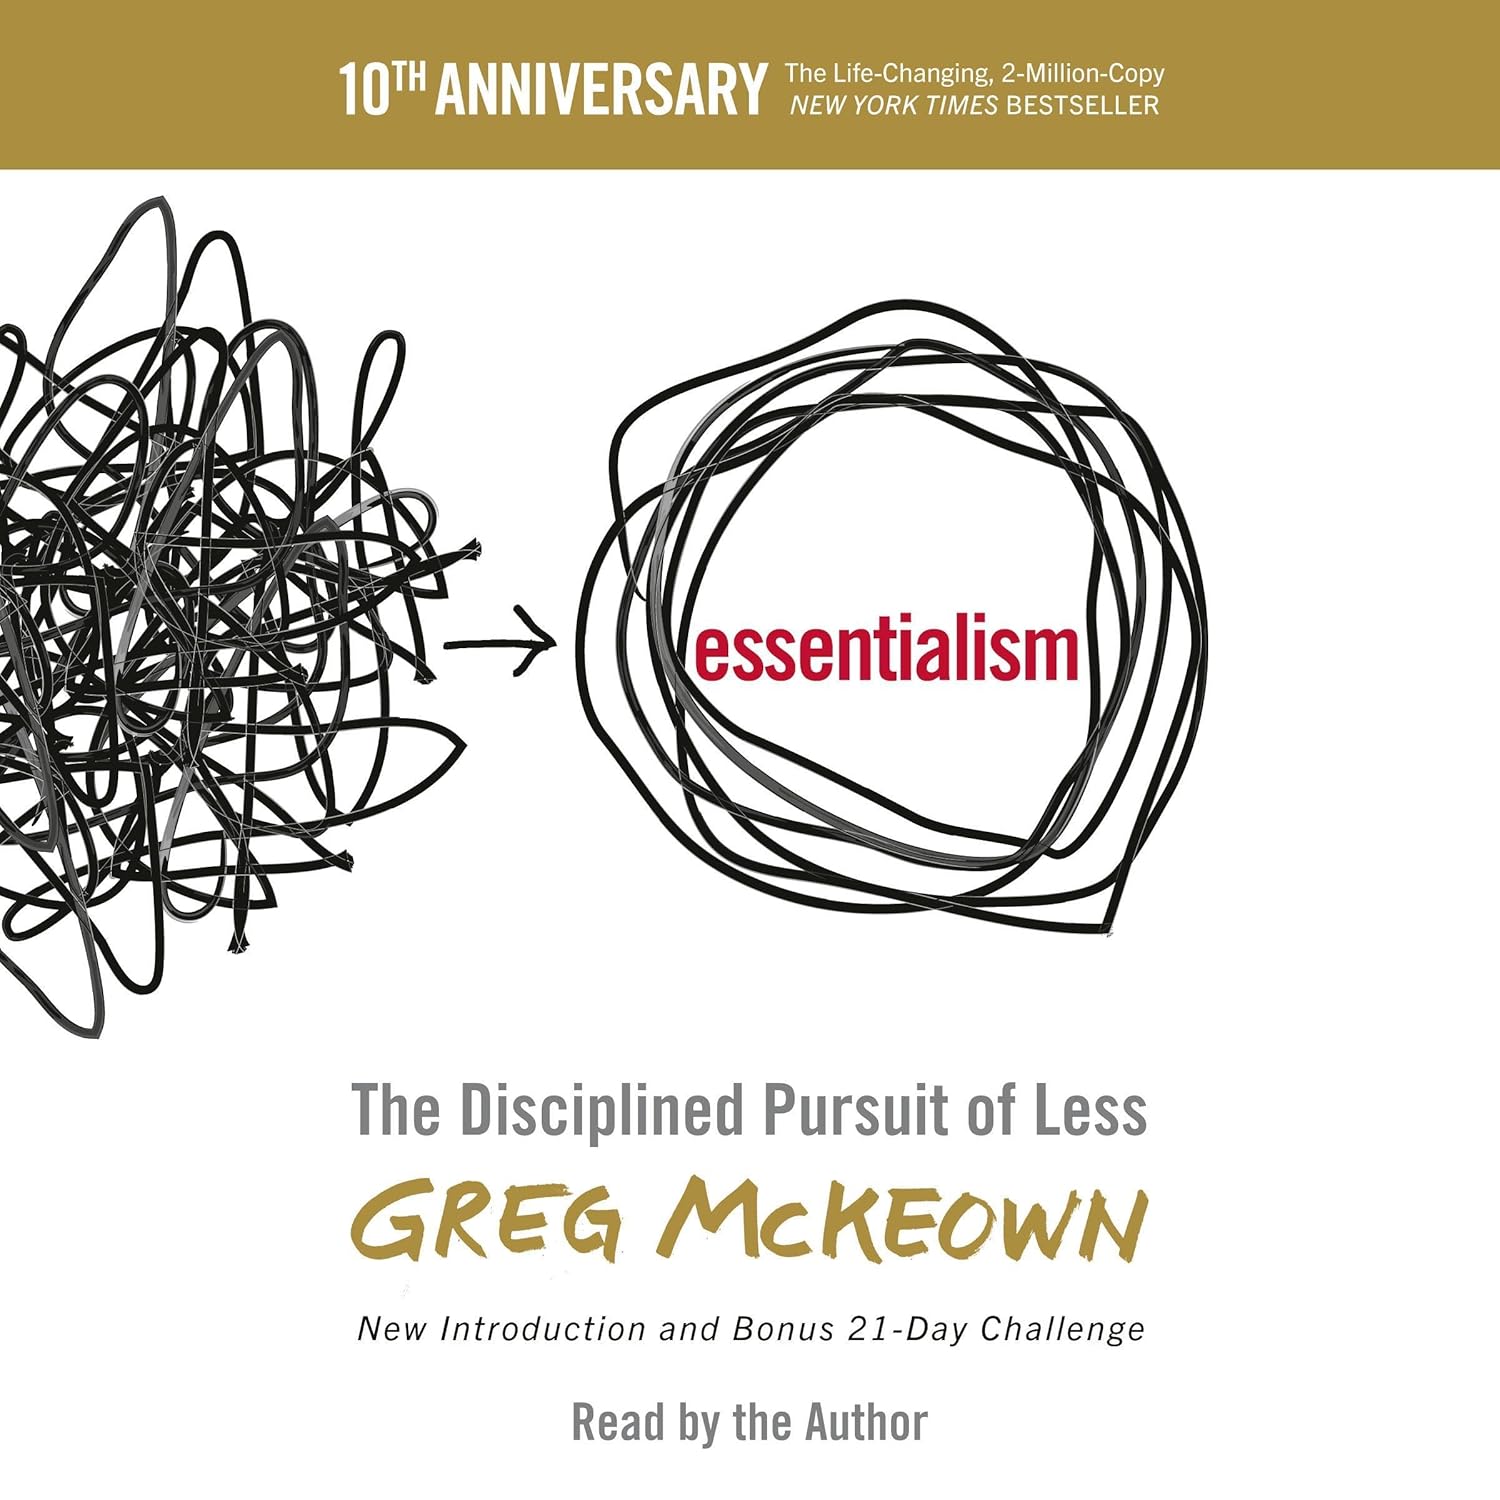 10TH ANNIVERSARY
The Life-Changing, 2-Million-Copy
NEW YORK TIMES BESTSELLER
essentialism
The Disciplined Pursuit of Less
GREG MCKEOWN
New Introduction and Bonus 21-Day Challenge
Read by the Author